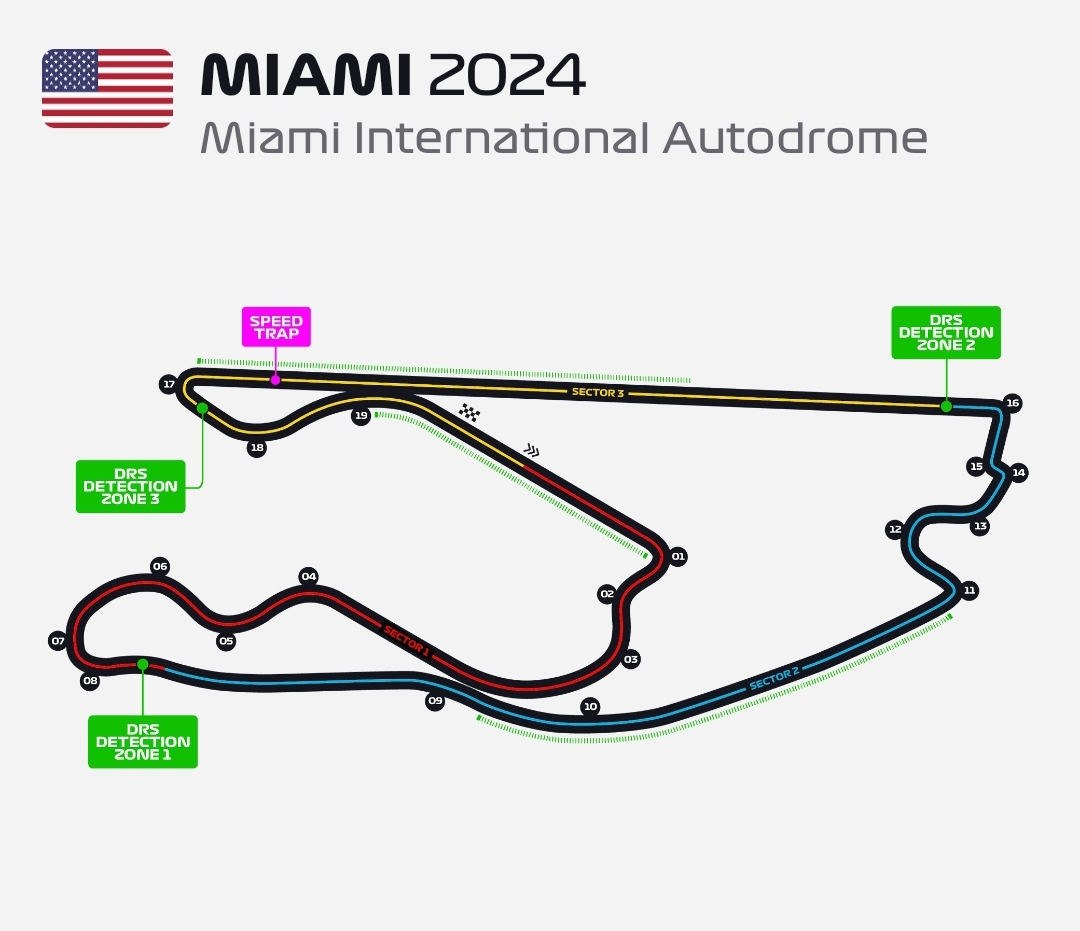 MIAMI 2024
Miami International Autodrome
SPEED
TRAP
DRS
DETECTION
ZONE 2
17
SECTOR 3
16
19
18
15
14
DRS
DETECTION
ZONE 3
12
13
01
06
04
02
11
07
05
SECTOR 1
03
08
SECTOR 2
09
10
DRS
DETECTION
ZONE 1